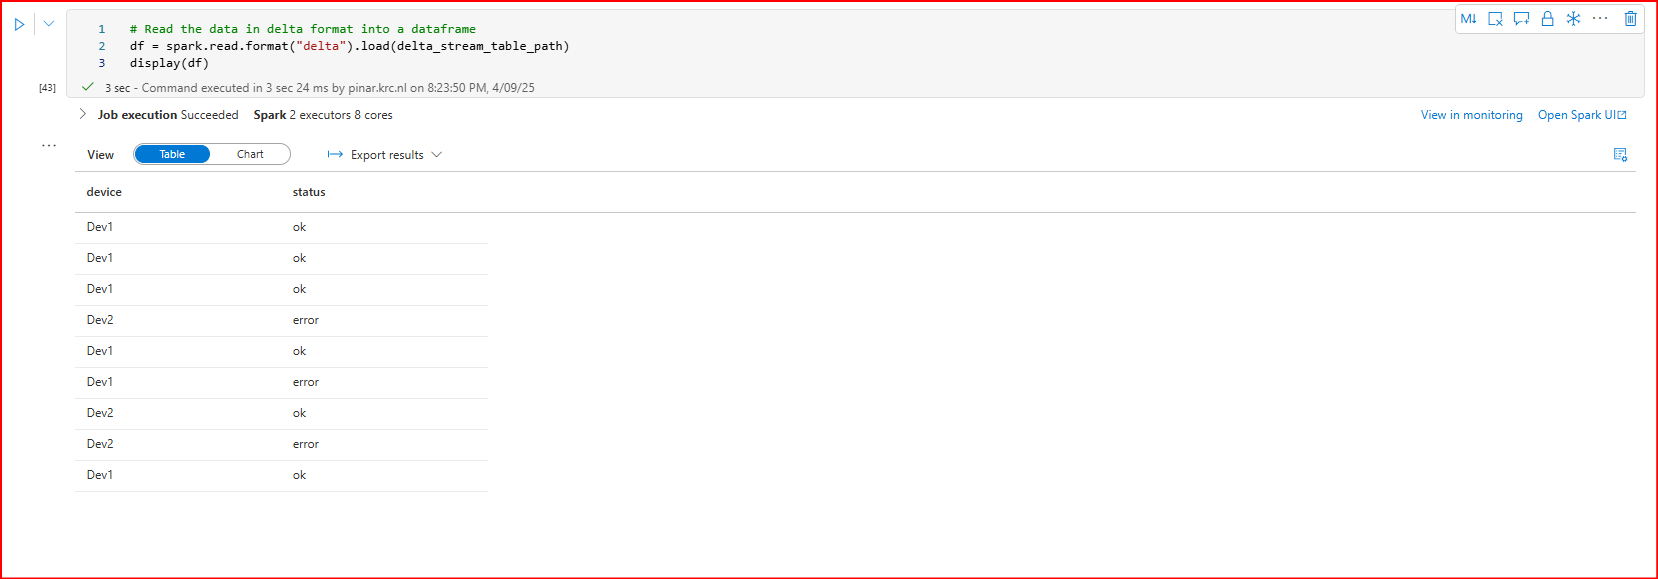 1 # Read the data in delta format into a dataframe
2 df = spark.read.format("delta").load(delta_stream_table_path)
3 display(df)
M↓
[43] 3 sec - Command executed in 3 sec 24 ms by pinar.krc.nl on 8:23:50 PM, 4/09/25
Job execution Succeeded Spark 2 executors 8 cores View in monitoring Open Spark UI
View Table Chart Export results
device status
Dev1 ok
Dev1 ok
Dev1 ok
Dev2 error
Dev1 ok
Dev1 error
Dev2 ok
Dev2 error
Dev1 ok